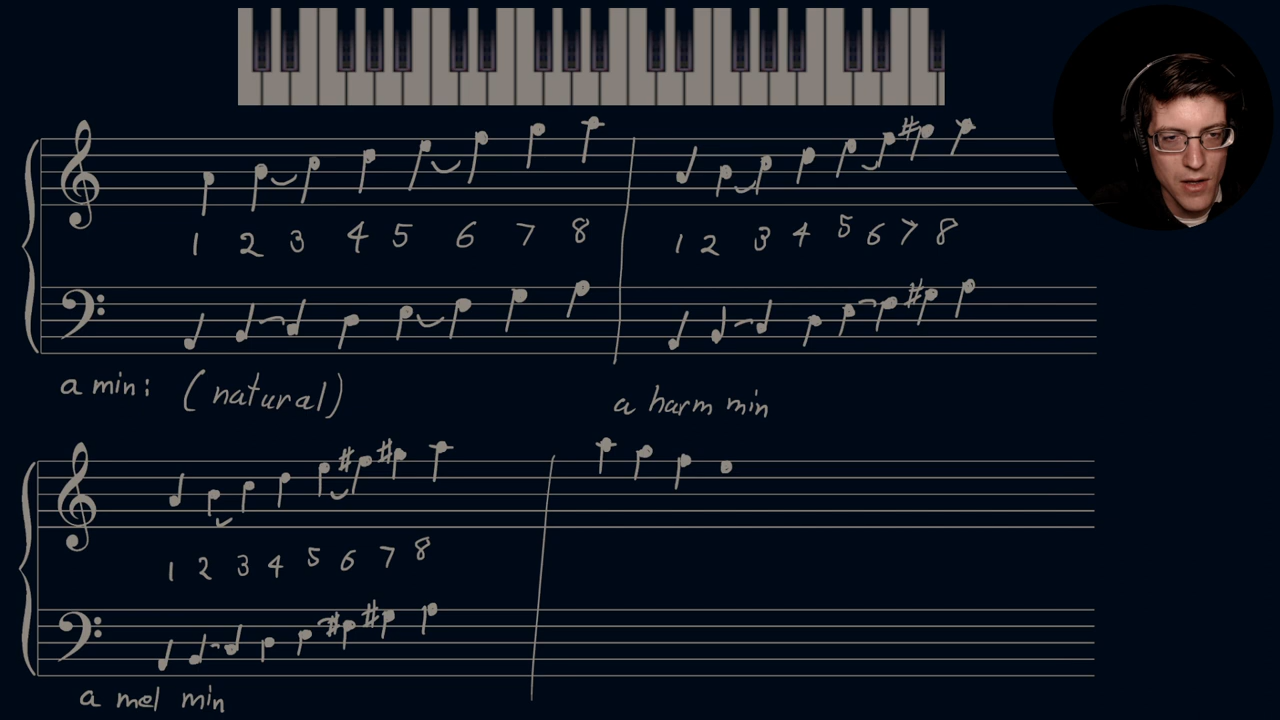 1 2 3 4 5 6 7 8
1 2 3 4 5 6 7 8
a min: (natural)
a harm min
1 2 3 4 5 6 7 8
a mel min